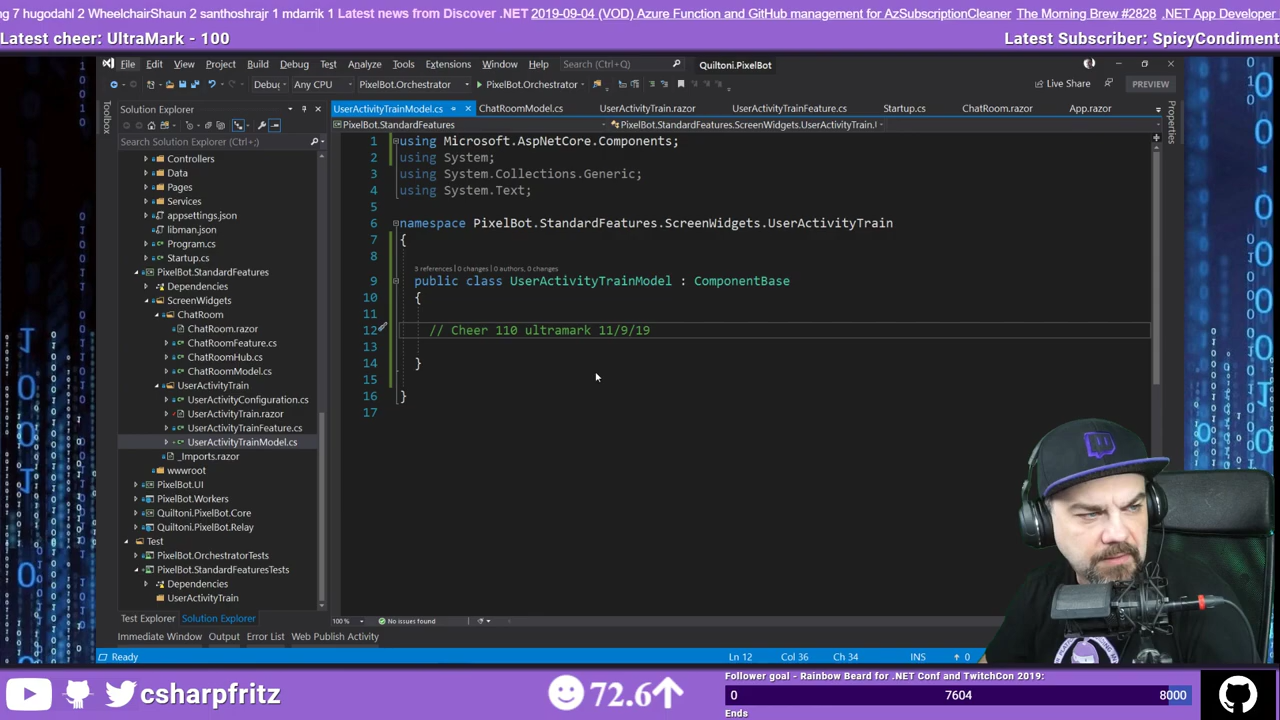 g 7 hugodahl 2 WheelchairShaun 2 santhoshrajr 1 mdarrik 1 Latest news from Discover .NET 2019-09-04 (VOD) Azure Function and GitHub management for AzSubscriptionCleaner The Morning Brew #2828 .NET App Developer
Latest cheer: UltraMark - 100
Latest Subscriber: SpicyCondiment
File Edit View Project Build Debug Test Analyze Tools Extensions Window Help Search (Ctrl+;) Quiltoni.PixelBot
Debug Any CPU PixelBot.Orchestrator PixelBot.Orchestrator Live Share PREVIEW
Toolbox
Solution Explorer
Search Solution Explorer (Ctrl+;)
Controllers
Data
Pages
Services
appsettings.json
libman.json
Program.cs
Startup.cs
PixelBot.StandardFeatures
Dependencies
ScreenWidgets
ChatRoom
ChatRoom.razor
ChatRoomFeature.cs
ChatRoomHub.cs
ChatRoomModel.cs
UserActivityTrain
UserActivityConfiguration.cs
UserActivityTrain.razor
UserActivityTrainFeature.cs
UserActivityTrainModel.cs
_Imports.razor
wwwroot
PixelBot.UI
PixelBot.Workers
Quiltoni.PixelBot.Core
Quiltoni.PixelBot.Relay
Test
PixelBot.OrchestratorTests
PixelBot.StandardFeaturesTests
Dependencies
UserActivityTrain
Test Explorer Solution Explorer
UserActivityTrainModel.cs ChatRoomModel.cs UserActivityTrain.razor UserActivityTrainFeature.cs Startup.cs ChatRoom.razor App.razor
PixelBot.StandardFeatures PixelBot.StandardFeatures.ScreenWidgets.UserActivityTrain.
1 using Microsoft.AspNetCore.Components;
2 using System;
3 using System.Collections.Generic;
4 using System.Text;
5
6 namespace PixelBot.StandardFeatures.ScreenWidgets.UserActivityTrain
7 {
8
3 references | 0 changes | 0 authors, 0 changes
9 public class UserActivityTrainModel : ComponentBase
10 {
11
12 // Cheer 110 ultramark 11/9/19
13
14 }
15
16 }
17
Properties
100 % No issues found
Immediate Window Output Error List Web Publish Activity
Ready Ln 12 Col 36 Ch 34 INS 0
csharpfritz
72.6
Follower goal - Rainbow Beard for .NET Conf and TwitchCon 2019:
0 7604 8000
Ends